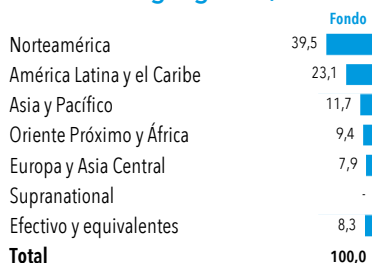 Fondo
Norteamérica 39,5
América Latina y el Caribe 23,1
Asia y Pacífico 11,7
Oriente Próximo y África 9,4
Europa y Asia Central 7,9
Supranational -
Efectivo y equivalentes 8,3
Total 100,0